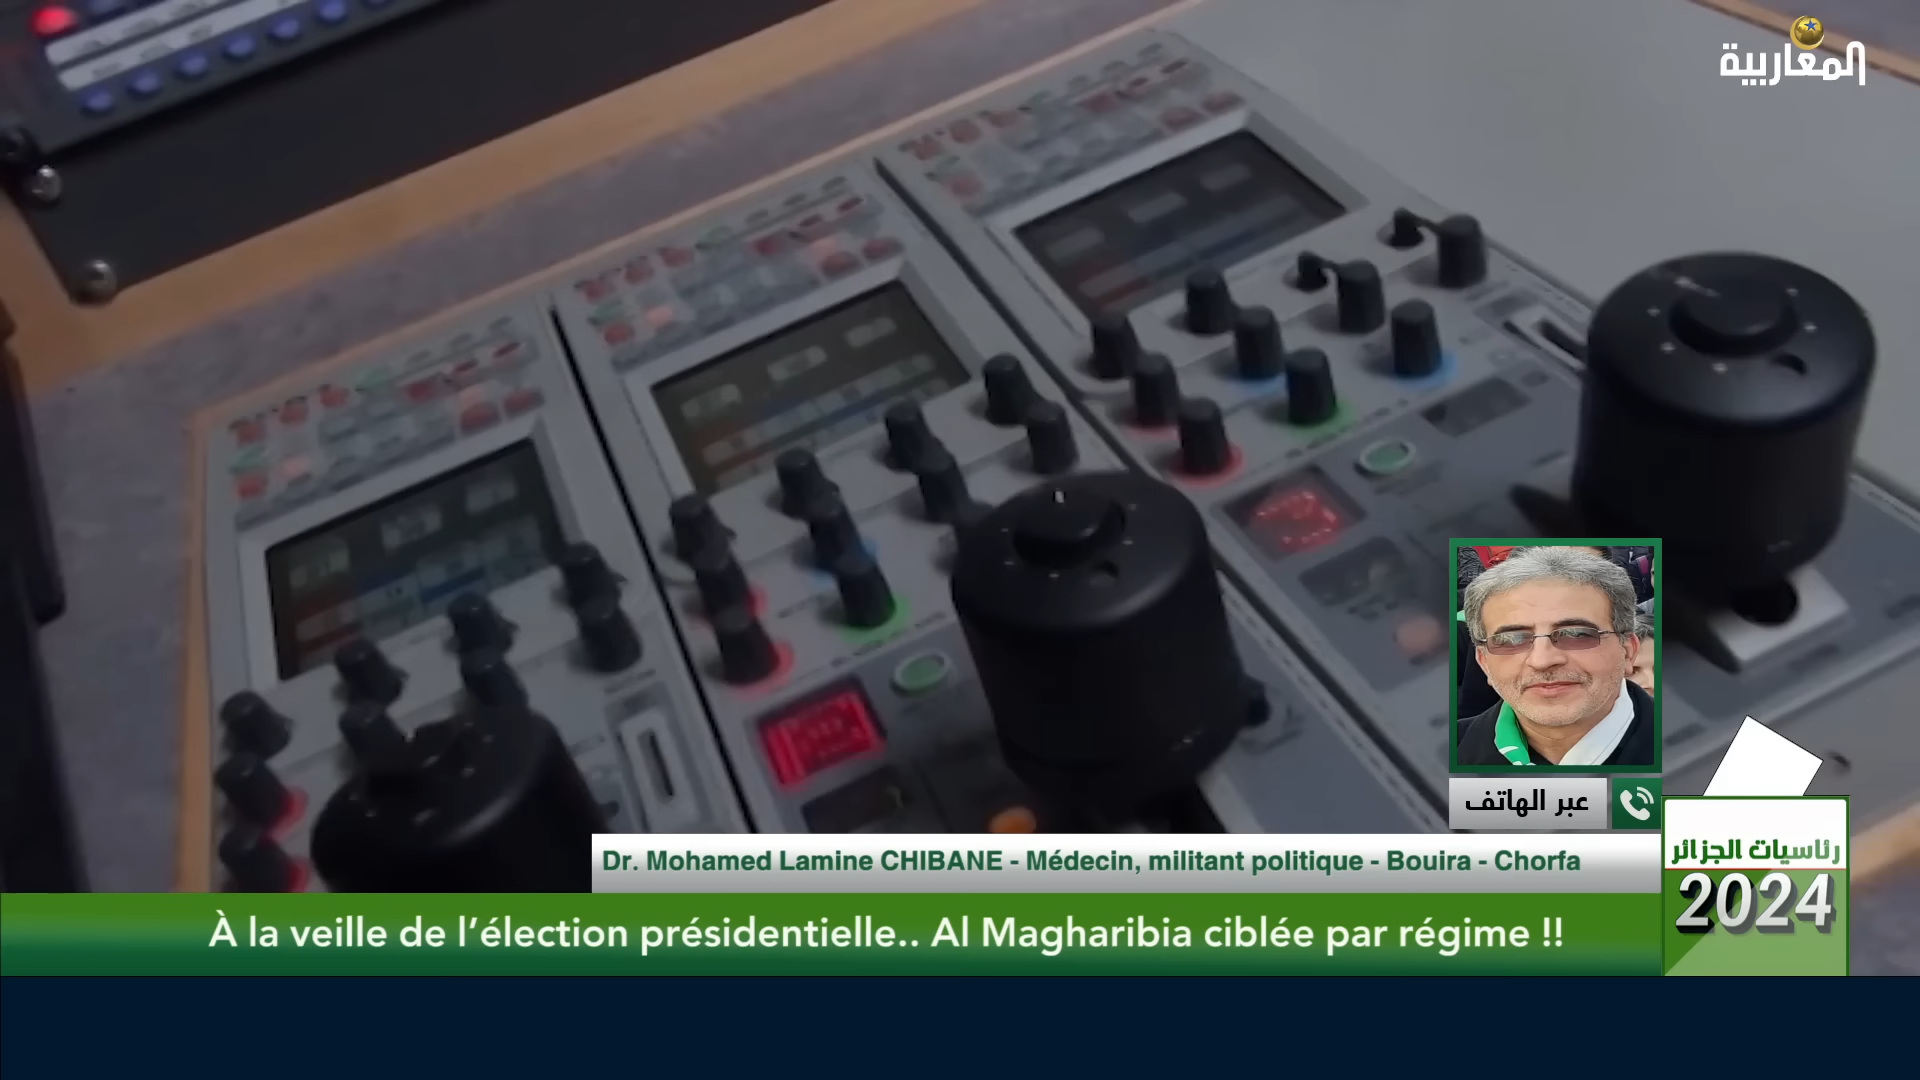 المغاربية
عبر الهاتف
Dr. Mohamed Lamine CHIBANE - Médecin, militant politique - Bouira - Chorfa
رئاسيات الجزائر
2024
À la veille de l’élection présidentielle.. Al Magharibia ciblée par régime !!